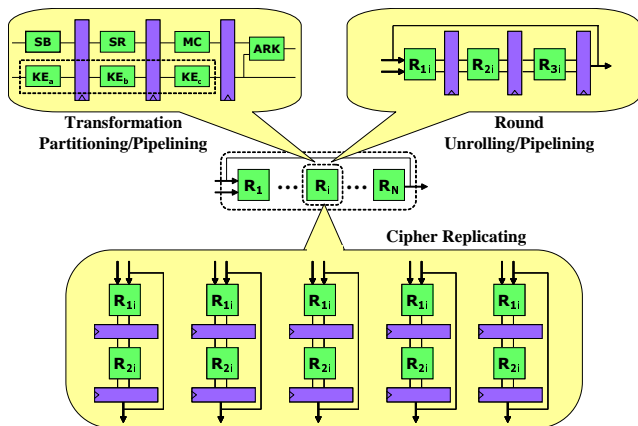 SB SR MC ARK
KEa KEb KEc
R1i R2i R3i
Transformation
Partitioning/Pipelining
Round
Unrolling/Pipelining
R1 ••• Ri ••• RN
Cipher Replicating
R1i R1i R1i R1i R1i
R2i R2i R2i R2i R2i